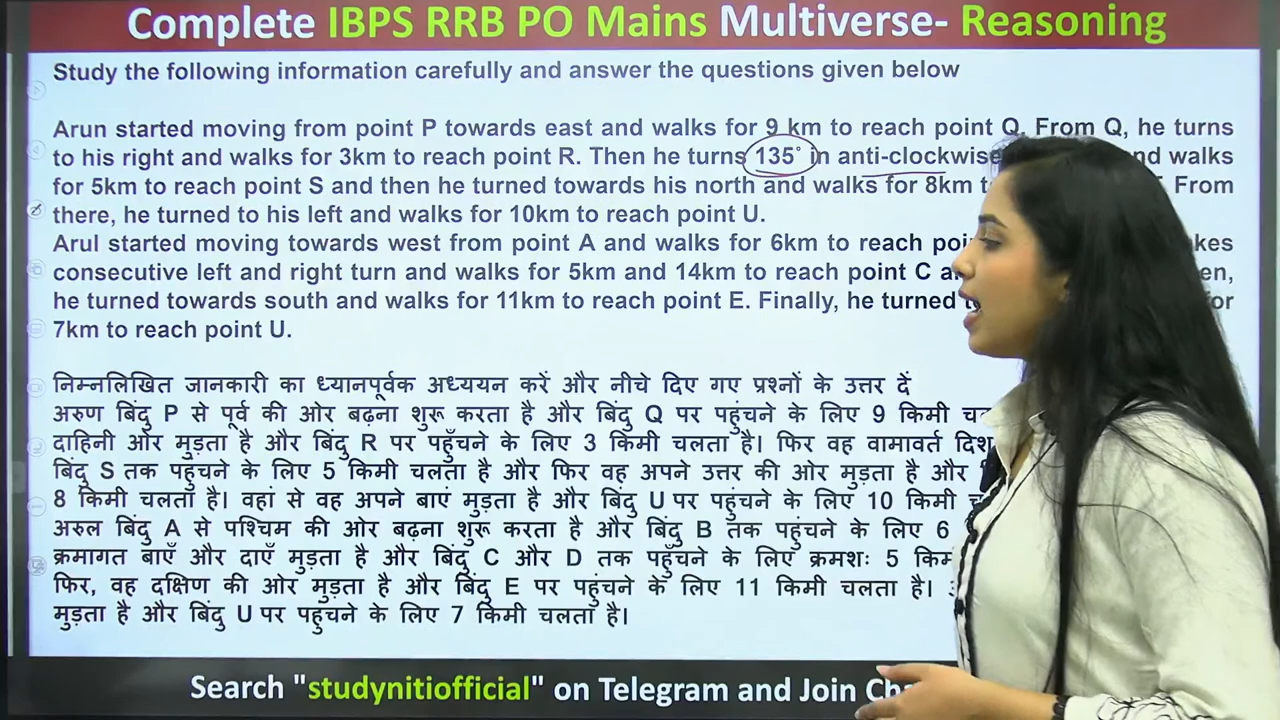 Complete IBPS RRB PO Mains Multiverse- Reasoning
Study the following information carefully and answer the questions given below
Arun started moving from point P towards east and walks for 9 km to reach point Q. From Q, he turns
to his right and walks for 3km to reach point R. Then he turns 135° in anti-clockwise and walks
for 5km to reach point S and then he turned towards his north and walks for 8km From
there, he turned to his left and walks for 10km to reach point U.
Arul started moving towards west from point A and walks for 6km to reach
consecutive left and right turn and walks for 5km and 14km to reach point C
he turned towards south and walks for 11km to reach point E. Finally, he turned
7km to reach point U.
निम्नलिखित जानकारी का ध्यानपूर्वक अध्ययन करें और नीचे दिए गए प्रश्नों के उत्तर दें
अरुण बिंदु P से पूर्व की ओर बढ़ना शुरू करता है और बिंदु Q पर पहुंचने के लिए 9 किमी
दाहिनी ओर मुड़ता है और बिंदु R पर पहुँचने के लिए 3 किमी चलता है। फिर वह वामावर्त
बिंदु S तक पहुंचने के लिए 5 किमी चलता है और फिर वह अपने उत्तर की ओर मुड़ता है और
8 किमी चलता है। वहां से वह अपने बाएं मुड़ता है और बिंदु U पर पहुंचने के लिए 10 किमी
अरुल बिंदु A से पश्चिम की ओर बढ़ना शुरू करता है और बिंदु B तक पहुंचने के लिए 6
क्रमागत बाएँ और दाएँ मुड़ता है और बिंदु C और D तक पहुँचने के लिए क्रमशः 5
फिर, वह दक्षिण की ओर मुड़ता है और बिंदु E पर पहुंचने के लिए 11 किमी चलता है।
मुड़ता है और बिंदु U पर पहुंचने के लिए 7 किमी चलता है।
Search "studynitiofficial" on Telegram and Join